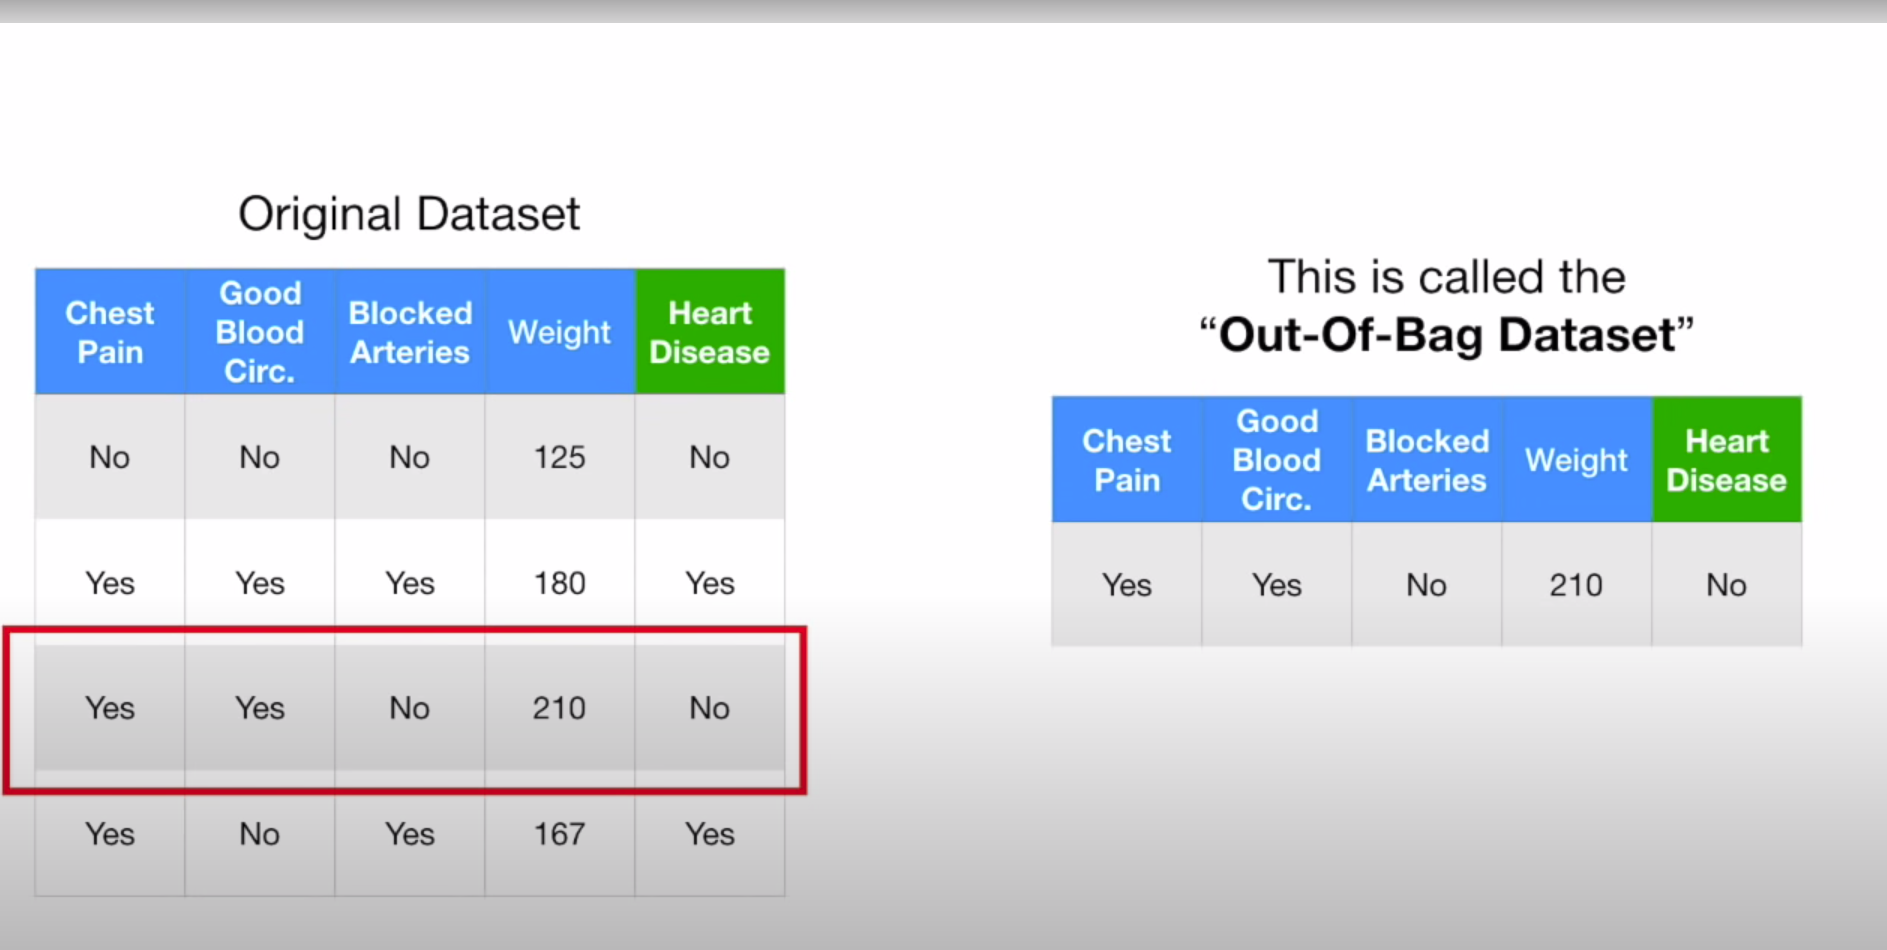 Original Dataset
Chest Pain Good Blood Circ. Blocked Arteries Weight Heart Disease
No No No 125 No
Yes Yes Yes 180 Yes
Yes Yes No 210 No
Yes No Yes 167 Yes
This is called the
“Out-Of-Bag Dataset”
Chest Pain Good Blood Circ. Blocked Arteries Weight Heart Disease
Yes Yes No 210 No